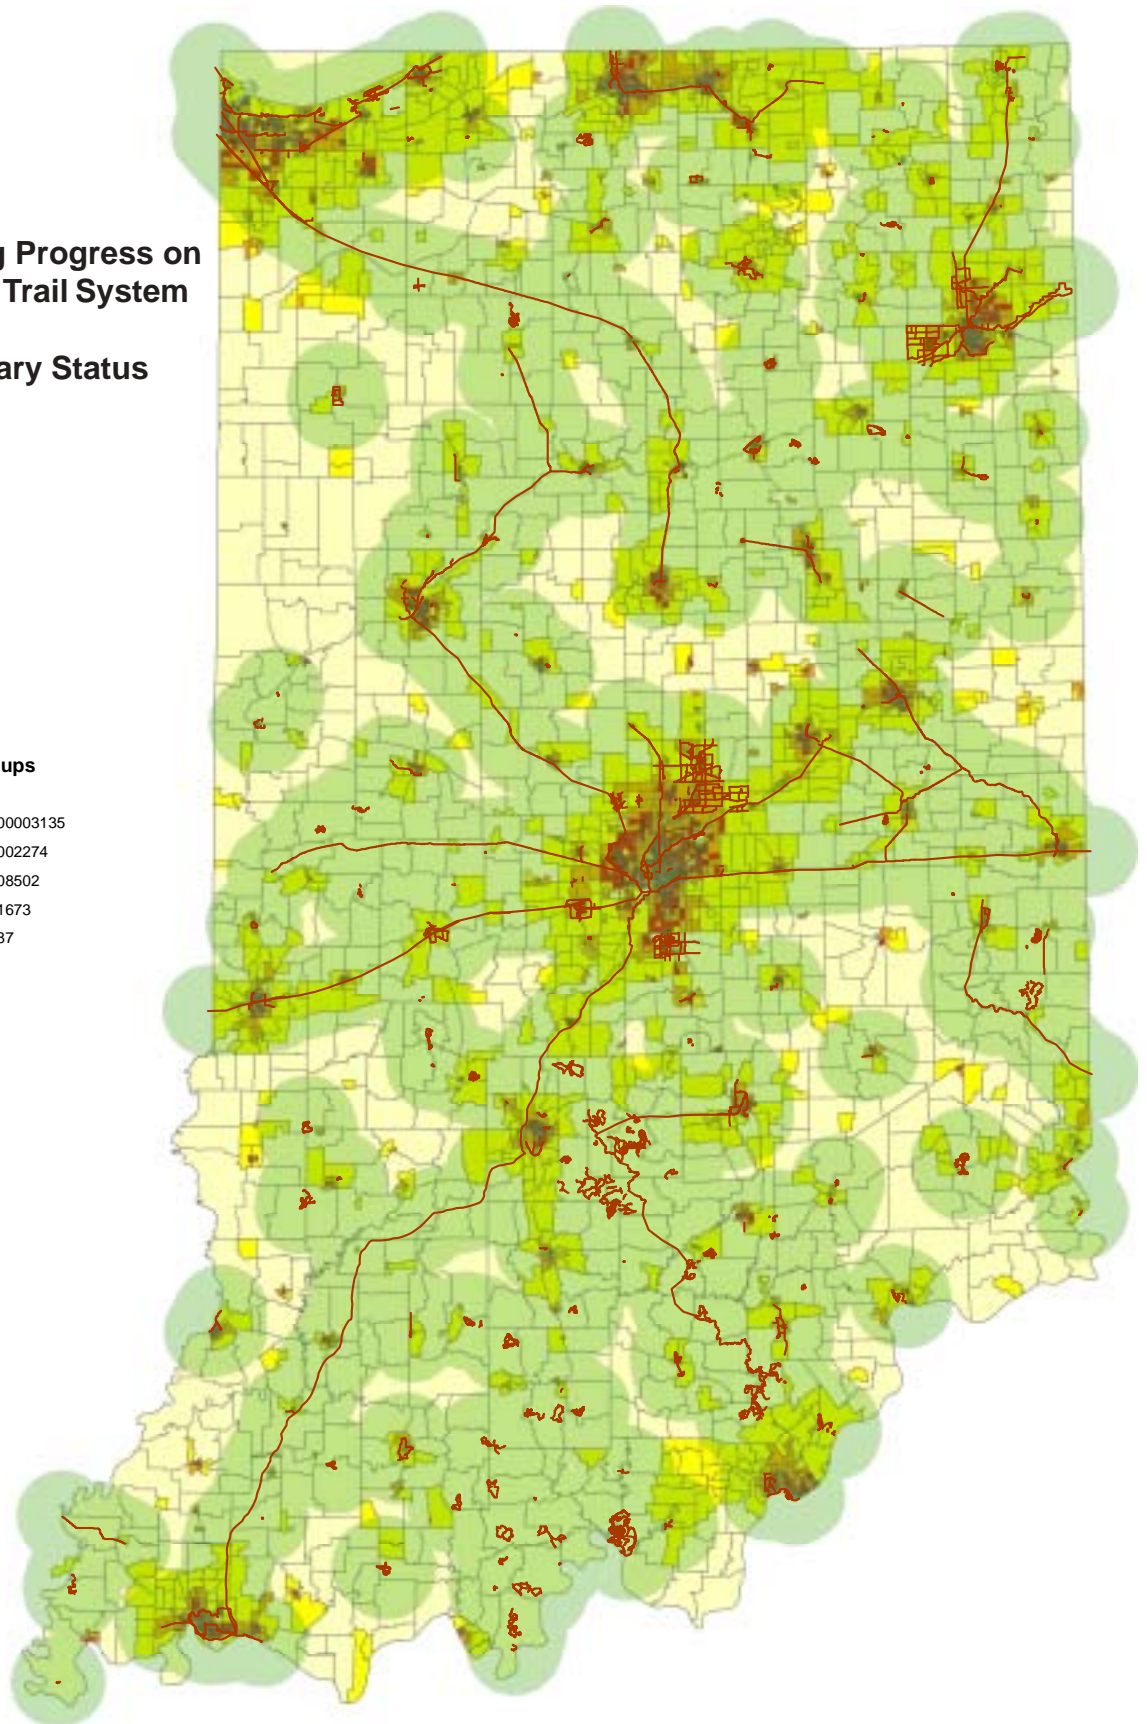 g Progress on
Trail System
ary Status
ups
00003135
002274
08502
1673
37